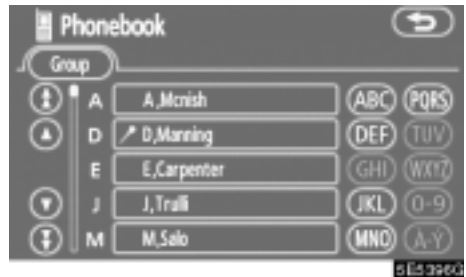 Phonebook
Group
A A,Mcnish ABC PQRS
D D,Manning DEF TUV
E E,Carpenter GHI WXYZ
J J,Trulli JKL 0-9
M M,Salo MNO À-Ý
5E5396G